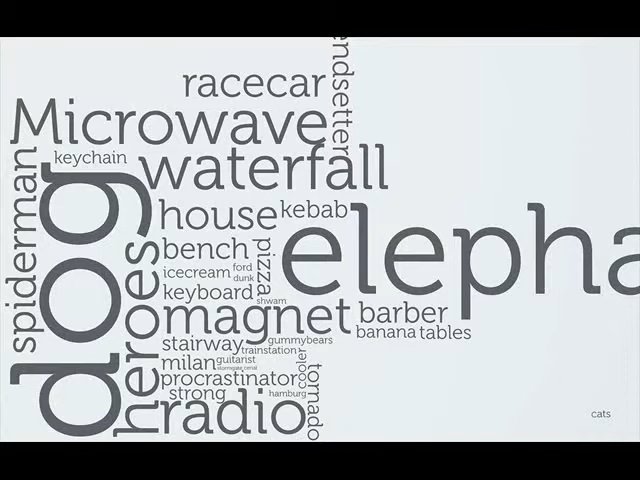 endsetter
racecar
Microwave
keychain
waterfall
spiderman
dog
house
kebab
elepha
bench
pizza
icecream
ford
dunk
heroes
keyboard
shwam
magnet
barber
banana
tables
stairway
gummybears
trainstation
milan
guitarist
cooler
procrastinator
tornado
strong
hamburg
radio
cats